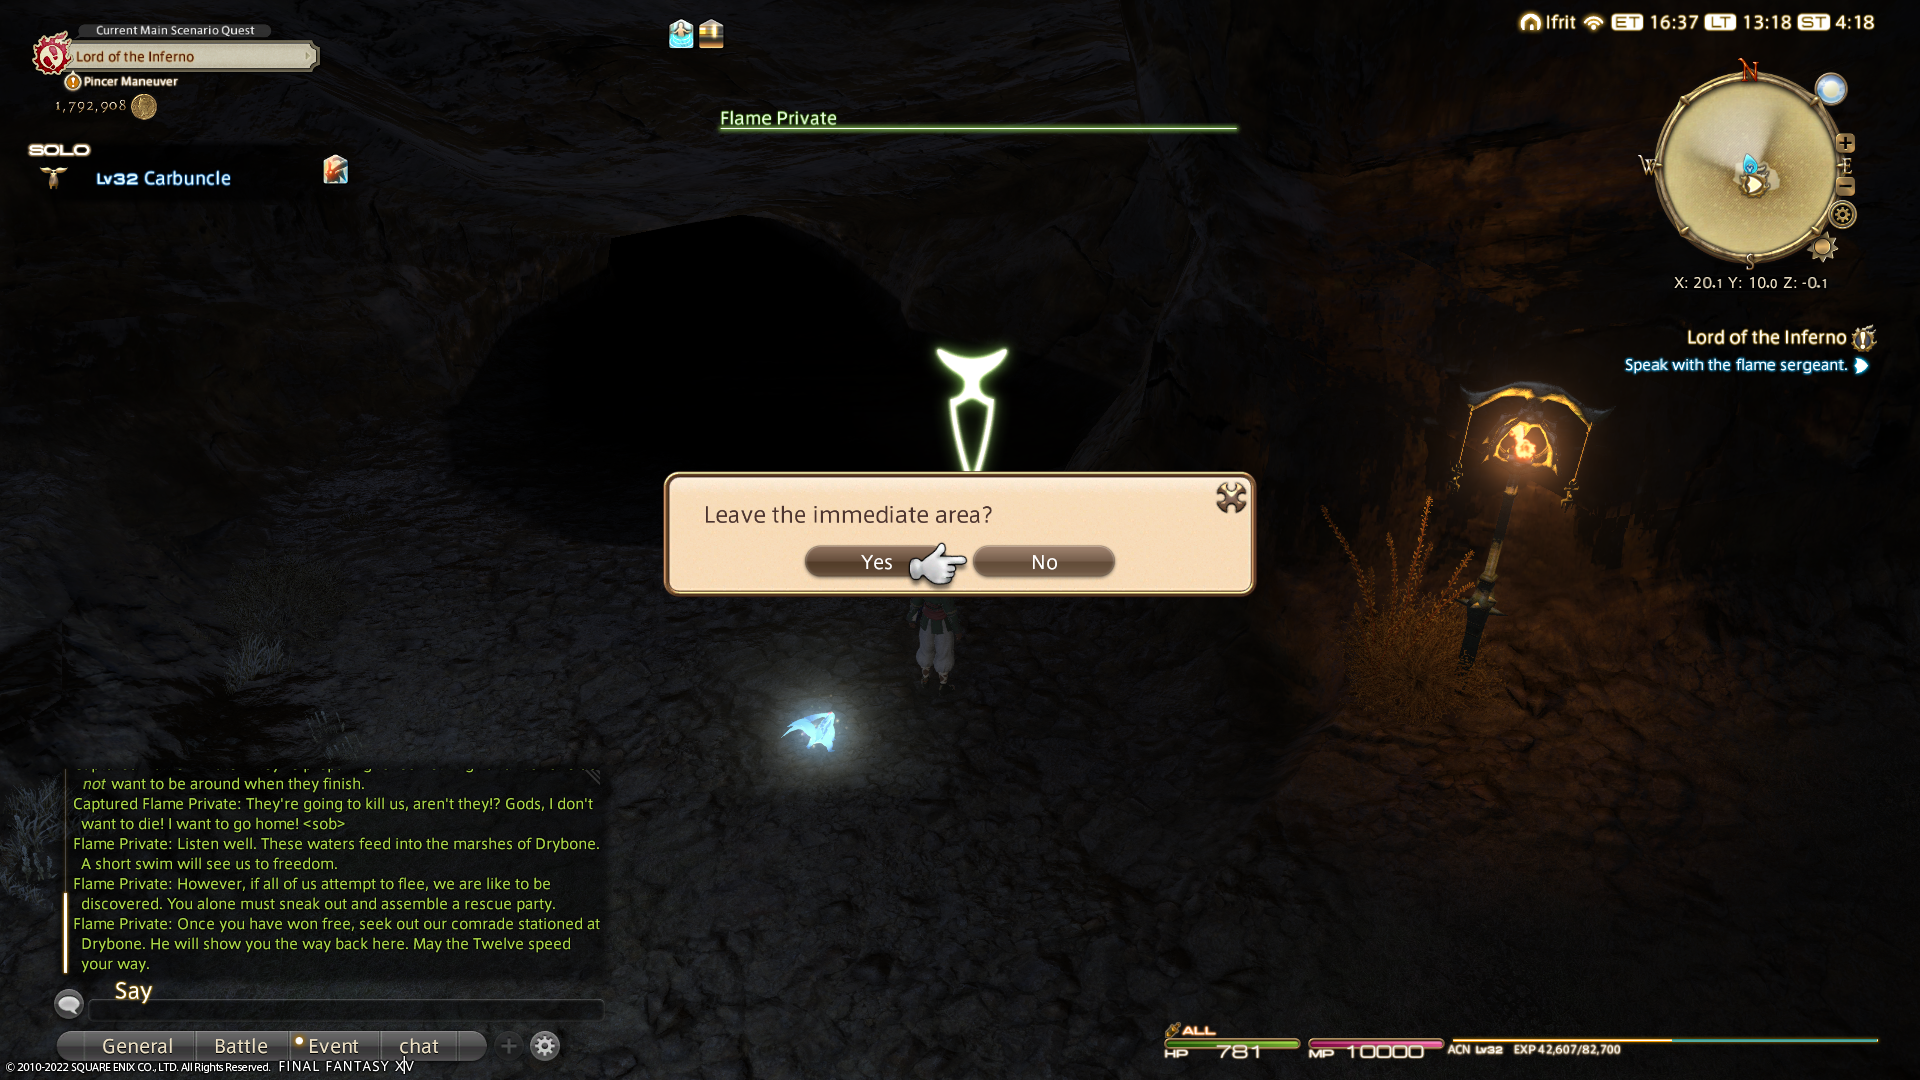 Current Main Scenario Quest
Lord of the Inferno
Pincer Maneuver
1,792,908
SOLO
Lv32 Carbuncle
Flame Private
Ifrit ET 16:37 LT 13:18 ST 4:18
N
W
E
S
X: 20.1 Y: 10.0 Z: -0.1
Lord of the Inferno
Speak with the flame sergeant.
Leave the immediate area?
Yes
No
not want to be around when they finish.
Captured Flame Private: They're going to kill us, aren't they!? Gods, I don't
want to die! I want to go home! <sob>
Flame Private: Listen well. These waters feed into the marshes of Drybone.
A short swim will see us to freedom.
Flame Private: However, if all of us attempt to flee, we are like to be
discovered. You alone must sneak out and assemble a rescue party.
Flame Private: Once you have won free, seek out our comrade stationed at
Drybone. He will show you the way back here. May the Twelve speed
your way.
Say
General Battle Event chat
ALL
HP 781 MP 10000 ACN Lv32 EXP 42,607/82,700
© 2010-2022 SQUARE ENIX CO., LTD. All Rights Reserved. FINAL FANTASY XIV